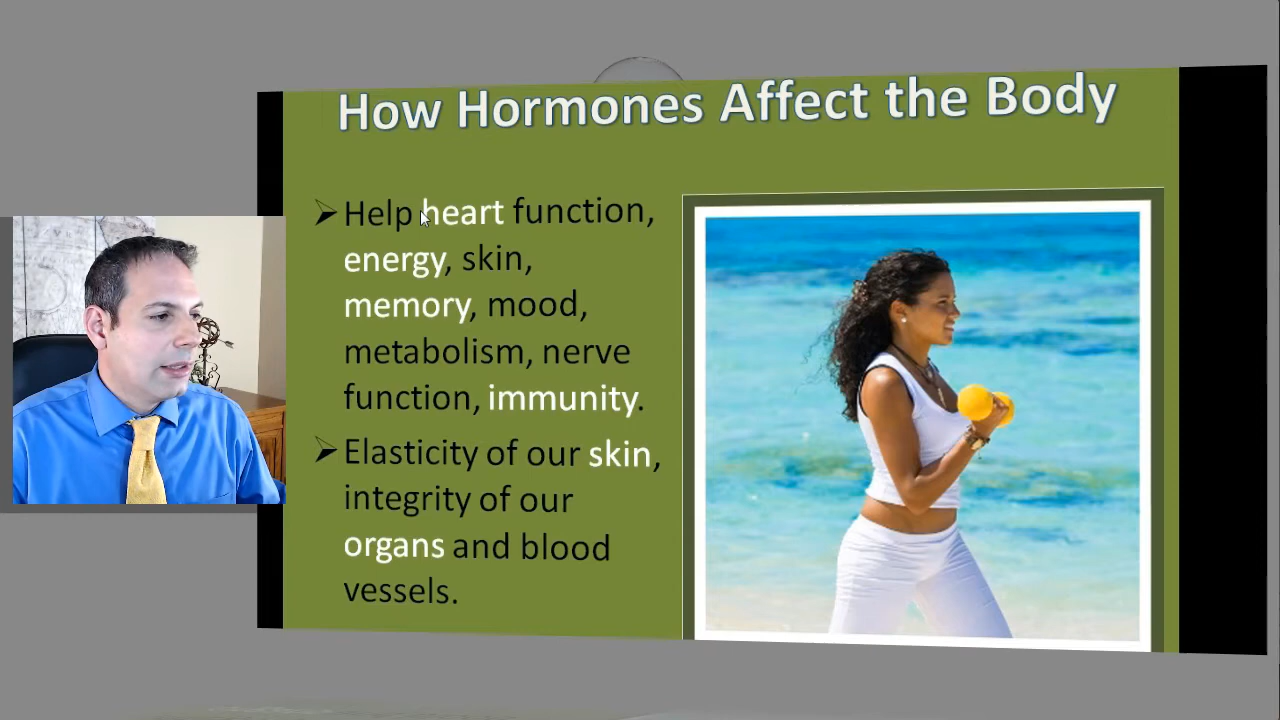 How Hormones Affect the Body
Help heart function,
energy, skin,
memory, mood,
metabolism, nerve
function, immunity.
Elasticity of our skin,
integrity of our
organs and blood
vessels.